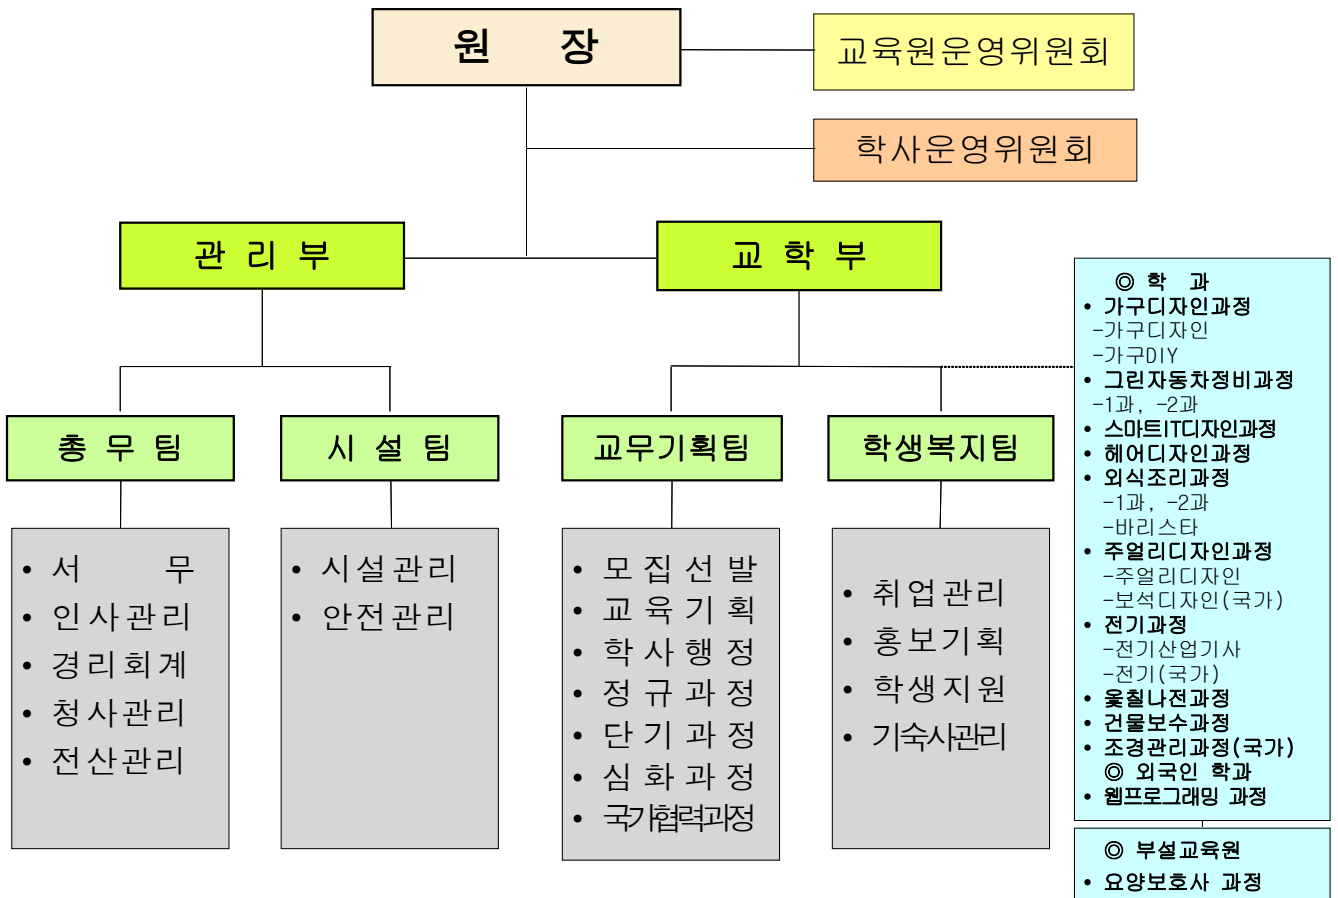 원 장
교육원운영위원회
학사운영위원회
관 리 부
교 학 부
총 무 팀
시 설 팀
교무기획팀
학생복지팀
• 서 무
• 인사관리
• 경리회계
• 청사관리
• 전산관리
• 시설관리
• 안전관리
• 모 집 선 발
• 교 육 기 획
• 학 사 행 정
• 정 규 과 정
• 단 기 과 정
• 심 화 과 정
• 국가협력과정
• 취업관리
• 홍보기획
• 학생지원
• 기숙사관리
◎ 학 과
• 가구디자인과정
-가구디자인
-가구DIY
• 그린자동차정비과정
-1과, -2과
• 스마트IT디자인과정
• 헤어디자인과정
• 외식조리과정
-1과, -2과
-바리스타
• 주얼리디자인과정
-주얼리디자인
-보석디자인(국가)
• 전기과정
-전기산업기사
-전기(국가)
• 옻칠나전과정
• 건물보수과정
• 조경관리과정(국가)
◎ 외국인 학과
• 웹프로그래밍 과정
◎ 부설교육원
• 요양보호사 과정